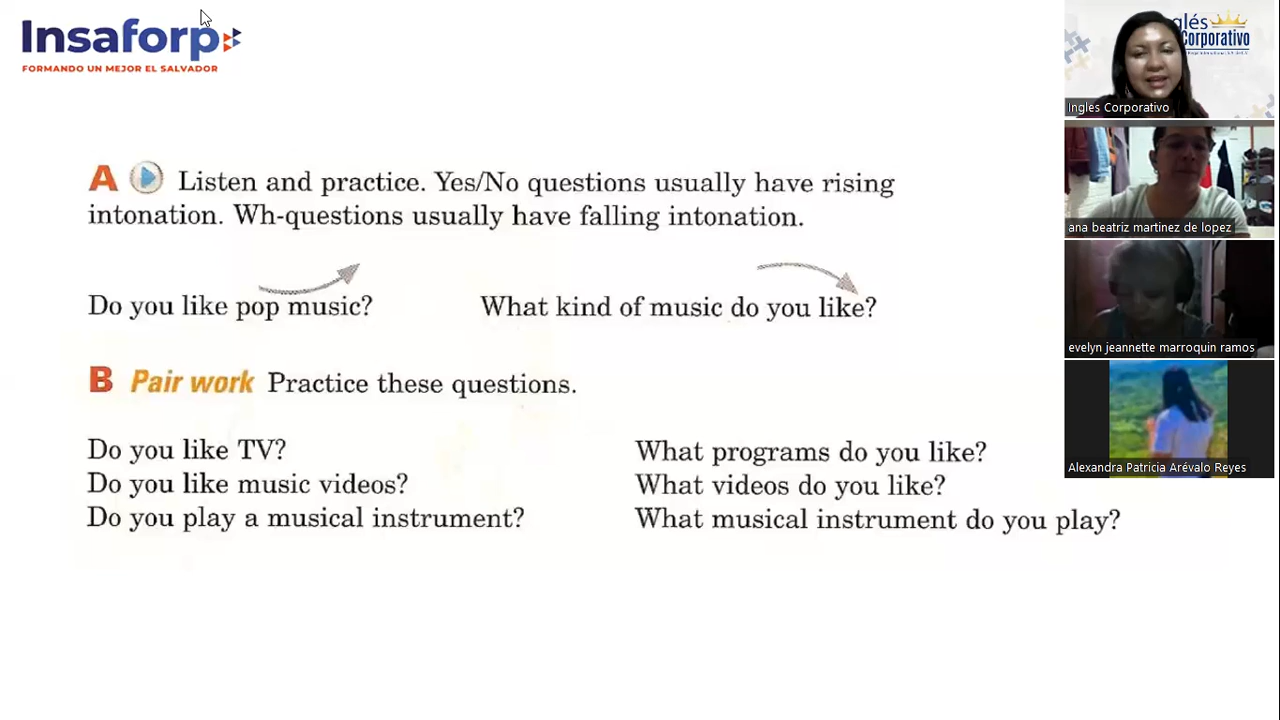 Insaforp
FORMANDO UN MEJOR EL SALVADOR
A Listen and practice. Yes/No questions usually have rising
intonation. Wh-questions usually have falling intonation.
Do you like pop music? What kind of music do you like?
B Pair work Practice these questions.
Do you like TV? What programs do you like?
Do you like music videos? What videos do you like?
Do you play a musical instrument? What musical instrument do you play?
glés
Corporativo
Ingles Corporativo
ana beatriz martinez de lopez
evelyn jeannette marroquin ramos
Alexandra Patricia Arévalo Reyes